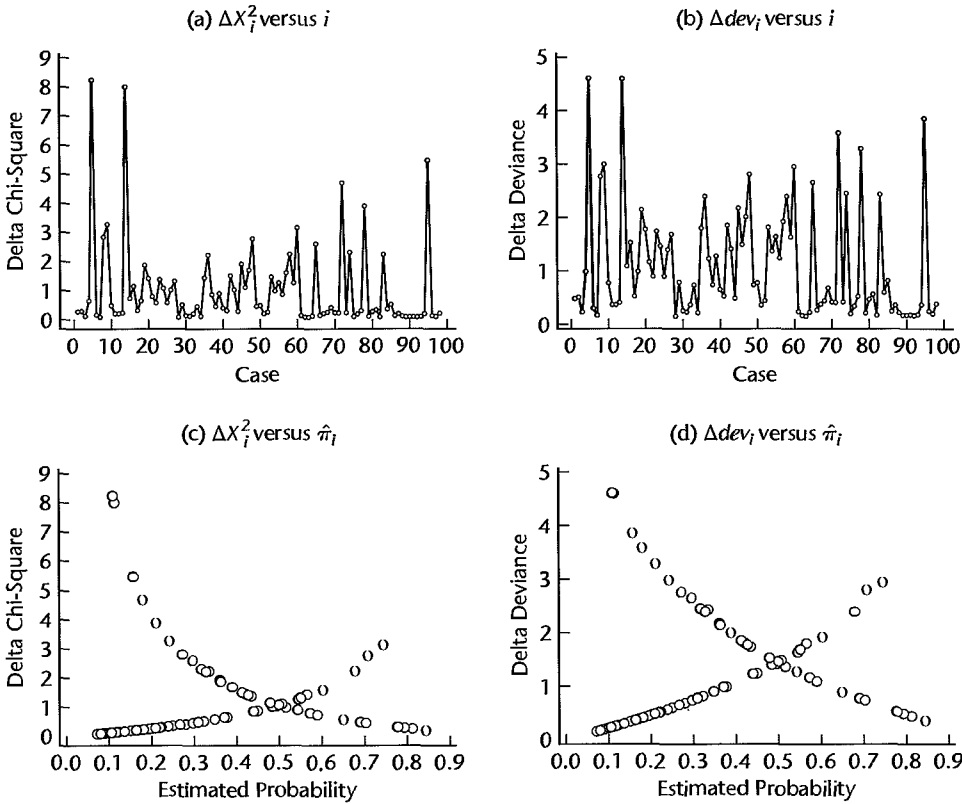 (a) ΔX²ᵢ versus i
Delta Chi-Square
9
8
7
6
5
4
3
2
1
0
0 10 20 30 40 50 60 70 80 90 100
Case
(b) Δdevᵢ versus i
Delta Deviance
5
4
3
2
1
0
0 10 20 30 40 50 60 70 80 90 100
Case
(c) ΔX²ᵢ versus π̂ᵢ
Delta Chi-Square
9
8
7
6
5
4
3
2
1
0
0.0 0.1 0.2 0.3 0.4 0.5 0.6 0.7 0.8 0.9
Estimated Probability
(d) Δdevᵢ versus π̂ᵢ
Delta Deviance
5
4
3
2
1
0
0.0 0.1 0.2 0.3 0.4 0.5 0.6 0.7 0.8 0.9
Estimated Probability